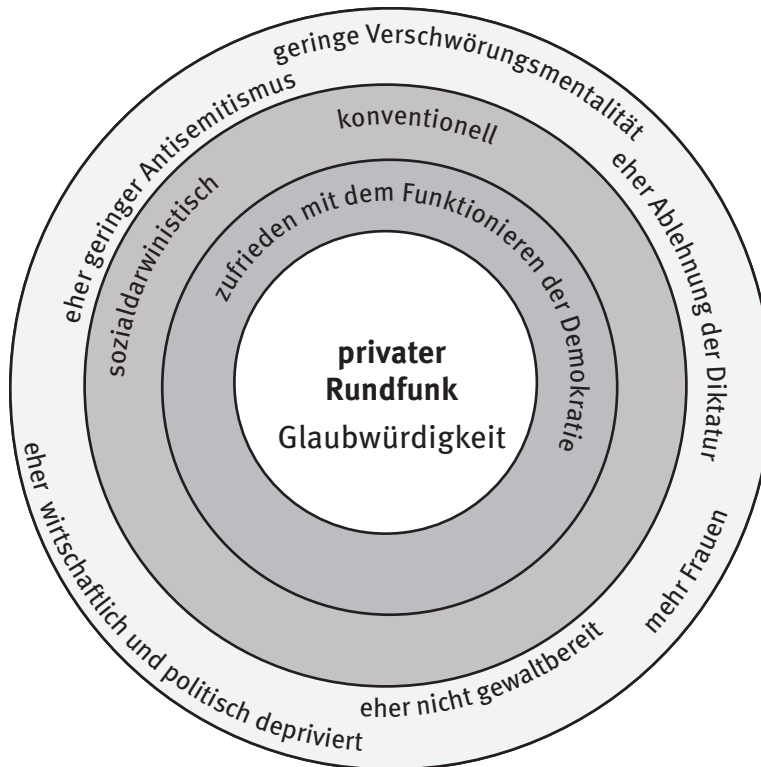 geringe Verschwörungsmentalität
eher geringer Antisemitismus
eher Ablehnung der Diktatur
konventionell
sozialdarwinistisch
zufrieden mit dem Funktionieren der Demokratie
privater
Rundfunk
Glaubwürdigkeit
mehr Frauen
eher nicht gewaltbereit
eher wirtschaftlich und politisch depriviert